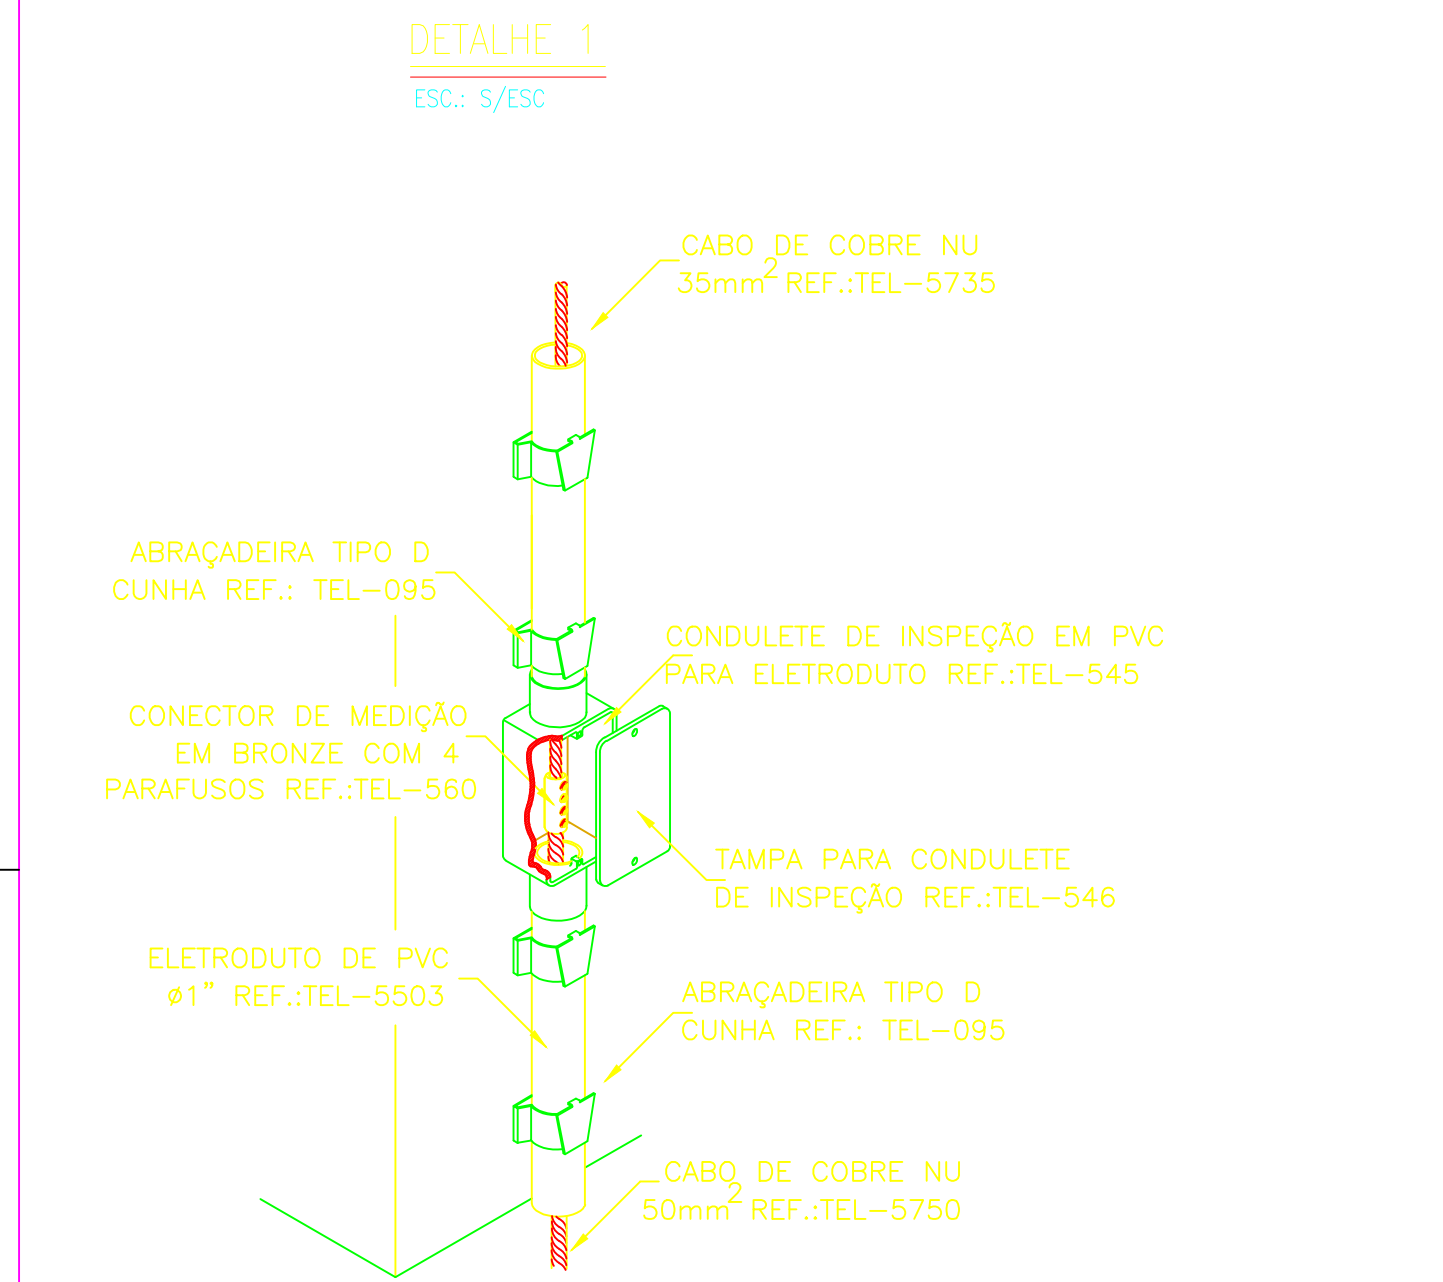 DETALHE 1
ESC.: S/ESC
CABO DE COBRE NU
35mm² REF.:TEL-5735
ABRAÇADEIRA TIPO D
CUNHA REF.: TEL-095
CONDULETE DE INSPEÇÃO EM PVC
PARA ELETRODUTO REF.:TEL-545
CONECTOR DE MEDIÇÃO
EM BRONZE COM 4
PARAFUSOS REF.:TEL-560
TAMPA PARA CONDULETE
DE INSPEÇÃO REF.:TEL-546
ELETRODUTO DE PVC
ø1" REF.:TEL-5503
ABRAÇADEIRA TIPO D
CUNHA REF.: TEL-095
CABO DE COBRE NU
50mm² REF.:TEL-5750